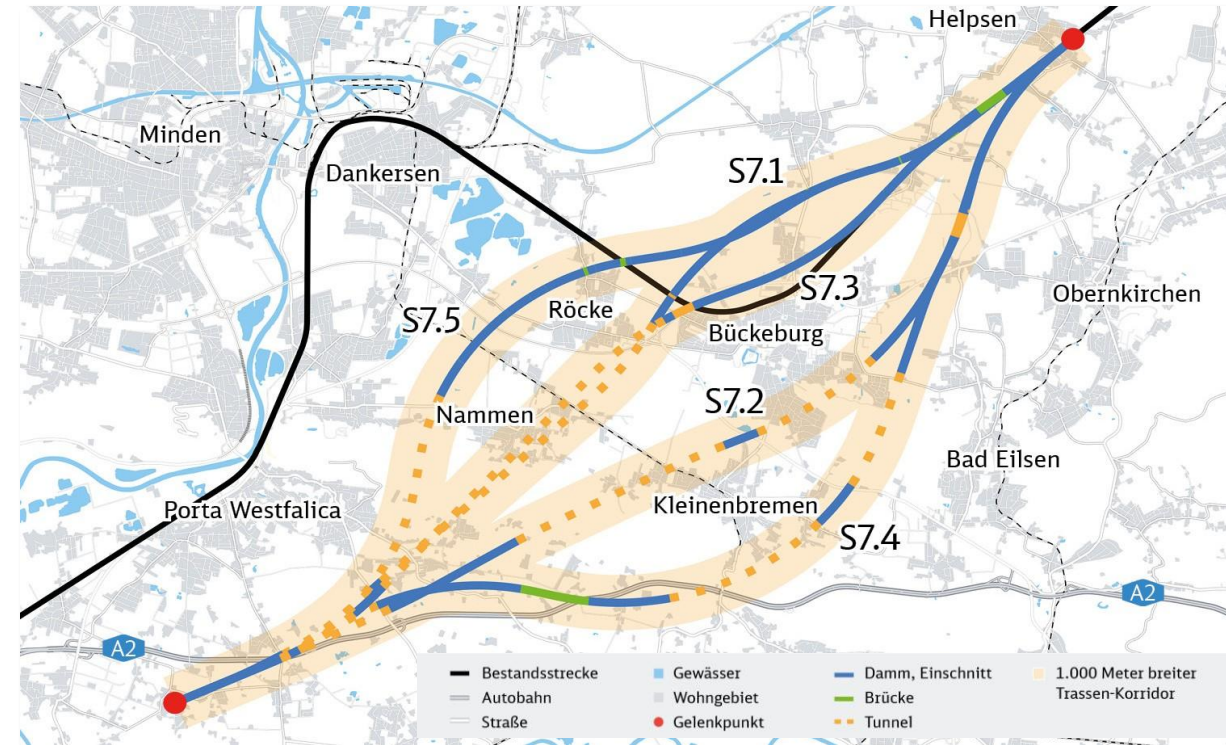 Helpsen
Minden
Dankersen
S7.1
S7.3
Obernkirchen
S7.5
Röcke
Bückeburg
S7.2
Nammen
Bad Eilsen
Porta Westfalica
Kleinenbremen
S7.4
A2
A2
Bestandsstrecke
Autobahn
Straße
Gewässer
Wohngebiet
Gelenkpunkt
Damm, Einschnitt
Brücke
Tunnel
1.000 Meter breiter
Trassen-Korridor